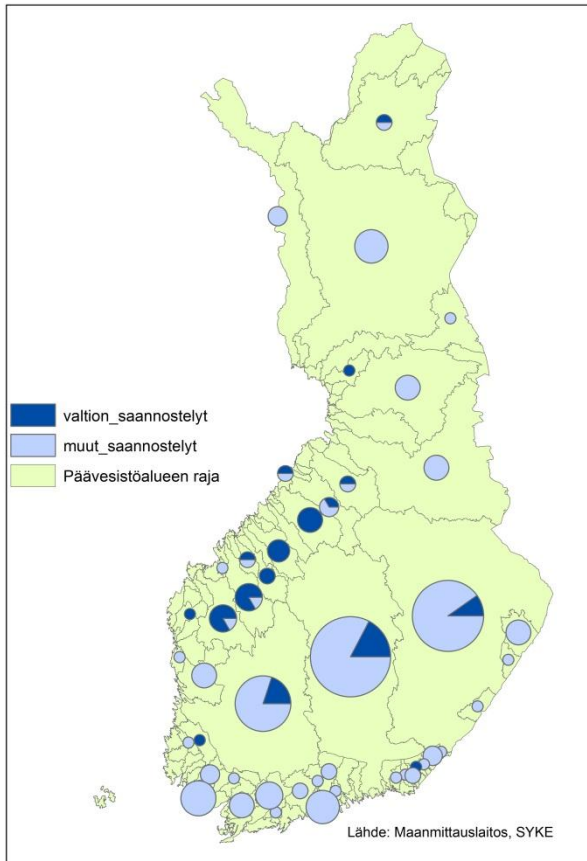 valtion_saannostelyt
muut_saannostelyt
Päävesistöalueen raja
Lähde: Maanmittauslaitos, SYKE